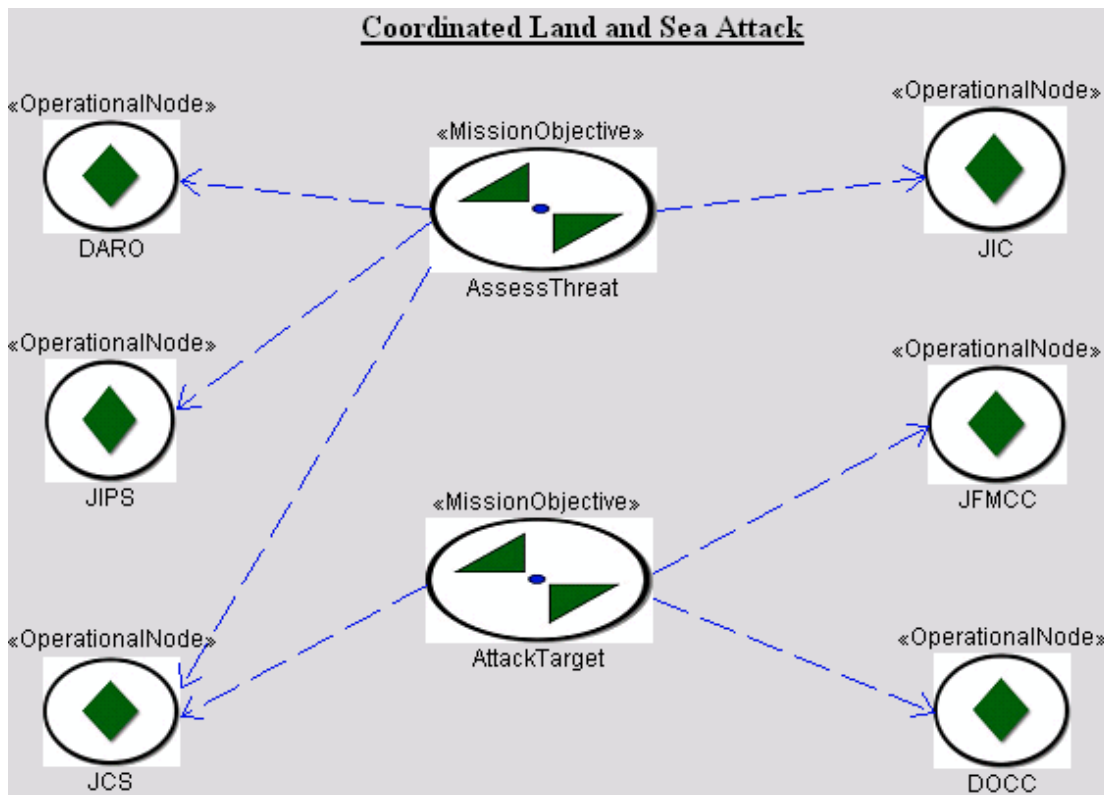 Coordinated Land and Sea Attack
«OperationalNode»
DARO
«MissionObjective»
AssessThreat
«OperationalNode»
JIC
«OperationalNode»
JIPS
«OperationalNode»
JFMCC
«MissionObjective»
AttackTarget
«OperationalNode»
JCS
«OperationalNode»
DOCC